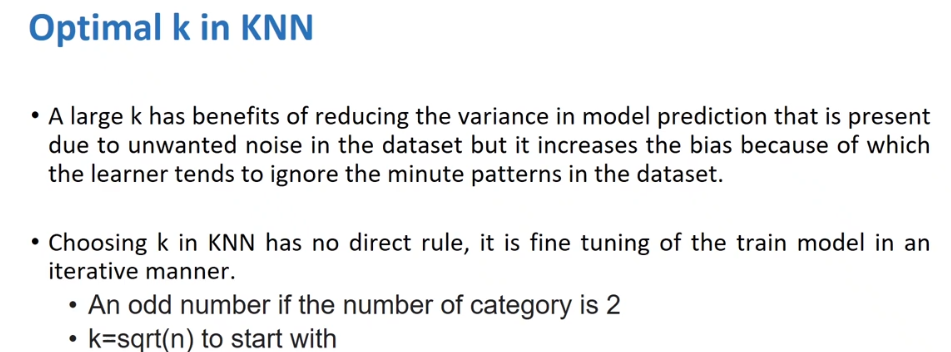 Optimal k in KNN
• A large k has benefits of reducing the variance in model prediction that is present
due to unwanted noise in the dataset but it increases the bias because of which
the learner tends to ignore the minute patterns in the dataset.
• Choosing k in KNN has no direct rule, it is fine tuning of the train model in an
iterative manner.
• An odd number if the number of category is 2
• k=sqrt(n) to start with